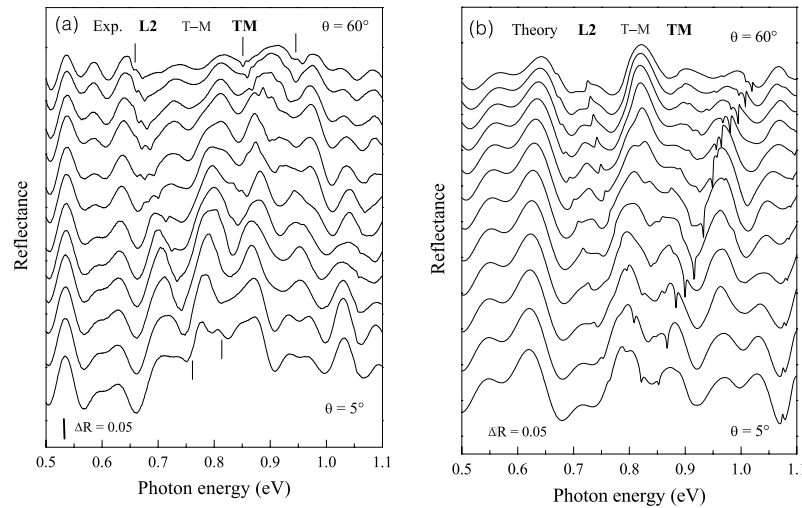 (a) Exp. L2 T–M TM θ = 60°
Reflectance
θ = 5°
ΔR = 0.05
0.5 0.6 0.7 0.8 0.9 1.0 1.1
Photon energy (eV)
(b) Theory L2 T–M TM θ = 60°
Reflectance
ΔR = 0.05 θ = 5°
0.5 0.6 0.7 0.8 0.9 1.0 1.1
Photon energy (eV)